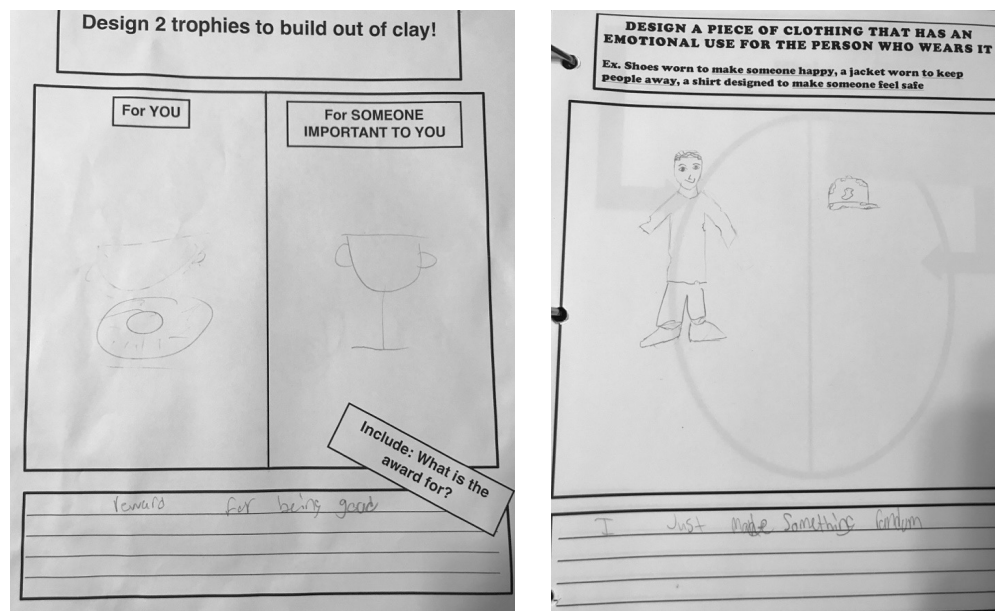 Design 2 trophies to build out of clay!
For YOU
For SOMEONE
IMPORTANT TO YOU
Include: What is the
award for?
reward for being good
DESIGN A PIECE OF CLOTHING THAT HAS AN
EMOTIONAL USE FOR THE PERSON WHO WEARS IT
Ex. Shoes worn to make someone happy, a jacket worn to keep
people away, a shirt designed to make someone feel safe
I Just made Something random